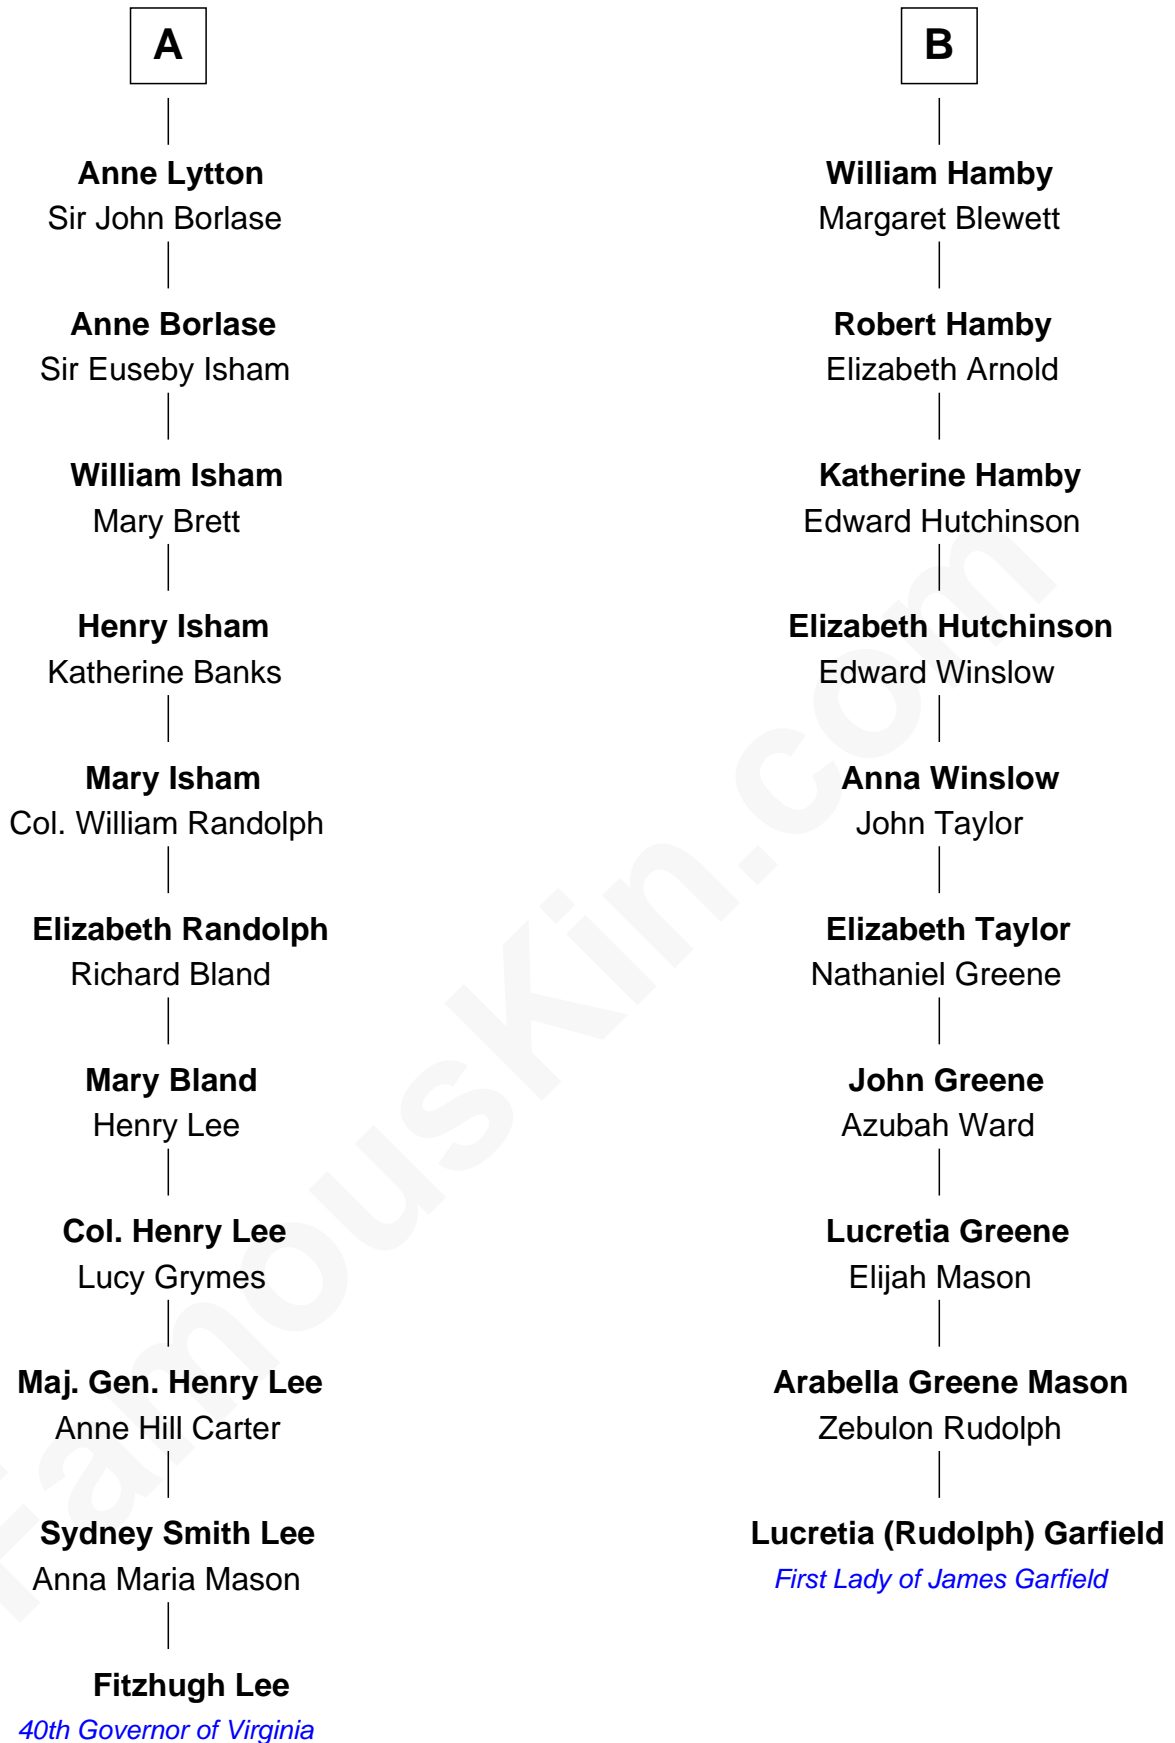 A
Anne Lytton
Sir John Borlase
Anne Borlase
Sir Euseby Isham
William Isham
Mary Brett
Henry Isham
Katherine Banks
Mary Isham
Col. William Randolph
Elizabeth Randolph
Richard Bland
Mary Bland
Henry Lee
Col. Henry Lee
Lucy Grymes
Maj. Gen. Henry Lee
Anne Hill Carter
Sydney Smith Lee
Anna Maria Mason
Fitzhugh Lee
40th Governor of Virginia
B
William Hamby
Margaret Blewett
Robert Hamby
Elizabeth Arnold
Katherine Hamby
Edward Hutchinson
Elizabeth Hutchinson
Edward Winslow
Anna Winslow
John Taylor
Elizabeth Taylor
Nathaniel Greene
John Greene
Azubah Ward
Lucretia Greene
Elijah Mason
Arabella Greene Mason
Zebulon Rudolph
Lucretia (Rudolph) Garfield
First Lady of James Garfield
FamousKin.com